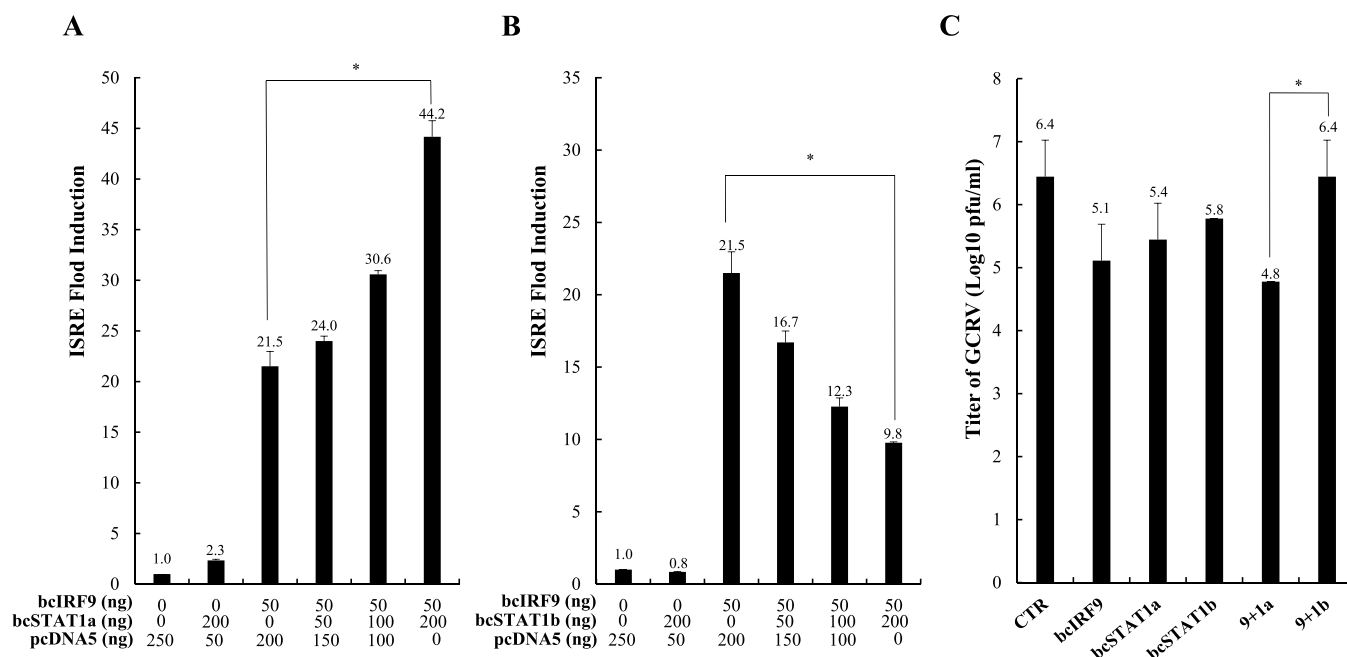 A
ISRE Flod Induction
50
45
40
35
30
25
20
15
10
5
0
*
1.0
2.3
21.5
24.0
30.6
44.2
bcIRF9 (ng) 0 0 50 50 50 50
bcSTAT1a (ng) 0 200 0 50 100 200
pcDNA5 (ng) 250 50 200 150 100 0
B
ISRE Flod Induction
35
30
25
20
15
10
5
0
*
1.0
0.8
21.5
16.7
12.3
9.8
bcIRF9 (ng) 0 0 50 50 50 50
bcSTAT1b (ng) 0 200 0 50 100 200
pcDNA5 (ng) 250 50 200 150 100 0
C
Titer of GCRV (Log10 pfu/ml)
8
7
6
5
4
3
2
1
0
*
6.4
5.1
5.4
5.8
4.8
6.4
CTR
bcIRF9
bcSTAT1a
bcSTAT1b
9+1a
9+1b